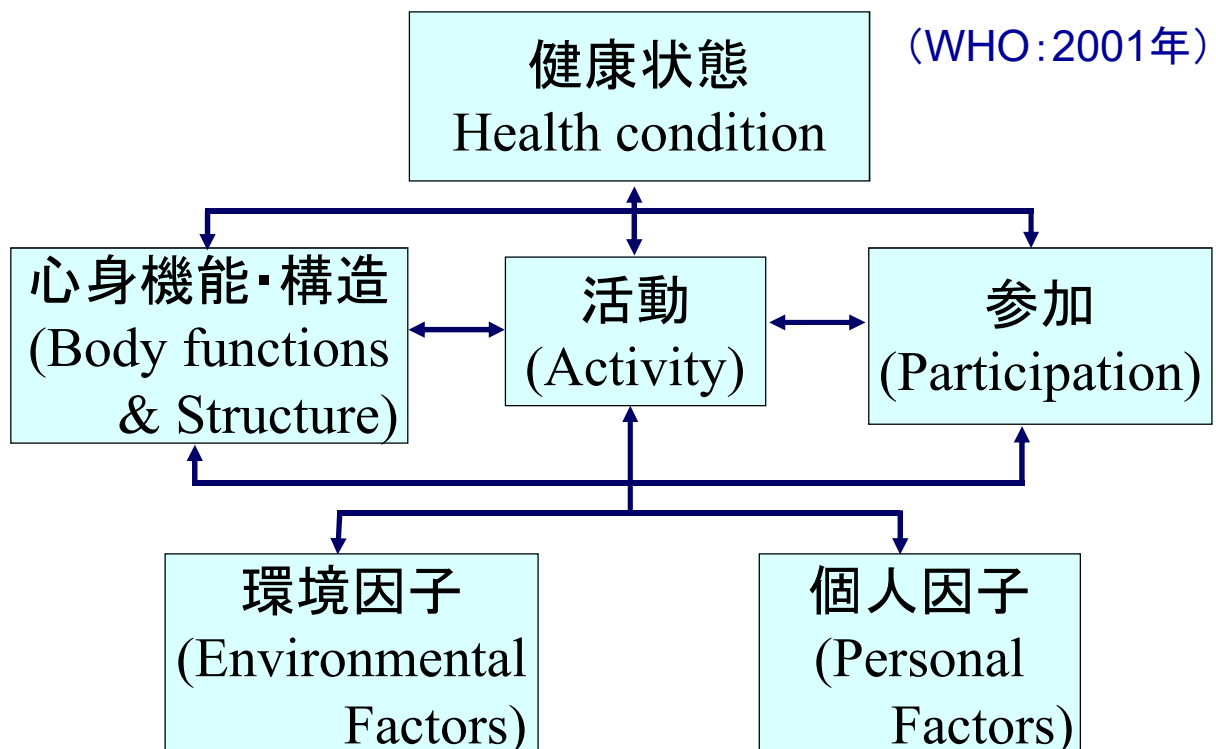 健康状態
Health condition
(WHO:2001年)
心身機能・構造
(Body functions
& Structure)
活動
(Activity)
参加
(Participation)
環境因子
(Environmental
Factors)
個人因子
(Personal
Factors)